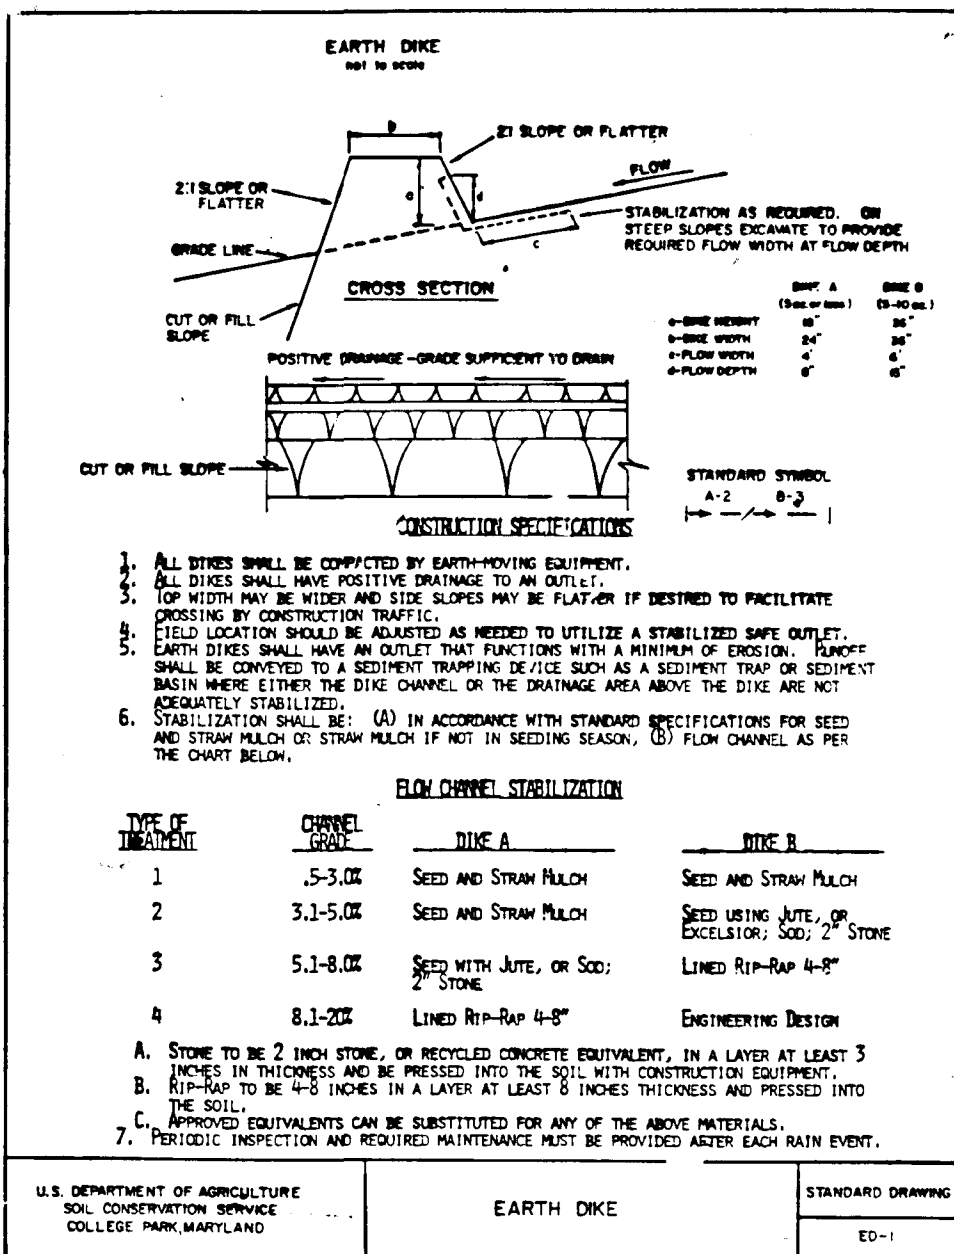 EARTH DIKE
not to scale
b
2:1 SLOPE OR FLATTER
FLOW
2:1 SLOPE OR
FLATTER
a
d
STABILIZATION AS REQUIRED. ON
STEEP SLOPES EXCAVATE TO PROVIDE
REQUIRED FLOW WIDTH AT FLOW DEPTH
c
GRADE LINE
CROSS SECTION
CUT OR FILL
SLOPE
DIKE A DIKE B
(5 ac. or less) (5-10 ac.)
a-DIKE HEIGHT 18" 36"
b-DIKE WIDTH 24" 36"
c-FLOW WIDTH 4' 6'
d-FLOW DEPTH 8" 15"
POSITIVE DRAINAGE-GRADE SUFFICIENT TO DRAIN
CUT OR FILL SLOPE
STANDARD SYMBOL
A-2 B-3
CONSTRUCTION SPECIFICATIONS
1. ALL DIKES SHALL BE COMPACTED BY EARTH-MOVING EQUIPMENT.
2. ALL DIKES SHALL HAVE POSITIVE DRAINAGE TO AN OUTLET.
3. TOP WIDTH MAY BE WIDER AND SIDE SLOPES MAY BE FLATTER IF DESIRED TO FACILITATE
CROSSING BY CONSTRUCTION TRAFFIC.
4. FIELD LOCATION SHOULD BE ADJUSTED AS NEEDED TO UTILIZE A STABILIZED SAFE OUTLET.
5. EARTH DIKES SHALL HAVE AN OUTLET THAT FUNCTIONS WITH A MINIMUM OF EROSION. RUNOFF
SHALL BE CONVEYED TO A SEDIMENT TRAPPING DEVICE SUCH AS A SEDIMENT TRAP OR SEDIMENT
BASIN WHERE EITHER THE DIKE CHANNEL OR THE DRAINAGE AREA ABOVE THE DIKE ARE NOT
ADEQUATELY STABILIZED.
6. STABILIZATION SHALL BE: (A) IN ACCORDANCE WITH STANDARD SPECIFICATIONS FOR SEED
AND STRAW MULCH OR STRAW MULCH IF NOT IN SEEDING SEASON, (B) FLOW CHANNEL AS PER
THE CHART BELOW.
FLOW CHANNEL STABILIZATION
TYPE OF CHANNEL
TREATMENT GRADE DIKE A DIKE B
1 .5-3.0% SEED AND STRAW MULCH SEED AND STRAW MULCH
2 3.1-5.0% SEED AND STRAW MULCH SEED USING JUTE, OR
EXCELSIOR; SOD; 2" STONE
3 5.1-8.0% SEED WITH JUTE, OR SOD; LINED RIP-RAP 4-8"
2" STONE
4 8.1-20% LINED RIP-RAP 4-8" ENGINEERING DESIGN
A. STONE TO BE 2 INCH STONE, OR RECYCLED CONCRETE EQUIVALENT, IN A LAYER AT LEAST 3
INCHES IN THICKNESS AND BE PRESSED INTO THE SOIL WITH CONSTRUCTION EQUIPMENT.
B. RIP-RAP TO BE 4-8 INCHES IN A LAYER AT LEAST 8 INCHES THICKNESS AND PRESSED INTO
THE SOIL.
C. APPROVED EQUIVALENTS CAN BE SUBSTITUTED FOR ANY OF THE ABOVE MATERIALS.
7. PERIODIC INSPECTION AND REQUIRED MAINTENANCE MUST BE PROVIDED AFTER EACH RAIN EVENT.
U.S. DEPARTMENT OF AGRICULTURE
SOIL CONSERVATION SERVICE
COLLEGE PARK, MARYLAND
EARTH DIKE
STANDARD DRAWING
ED-1